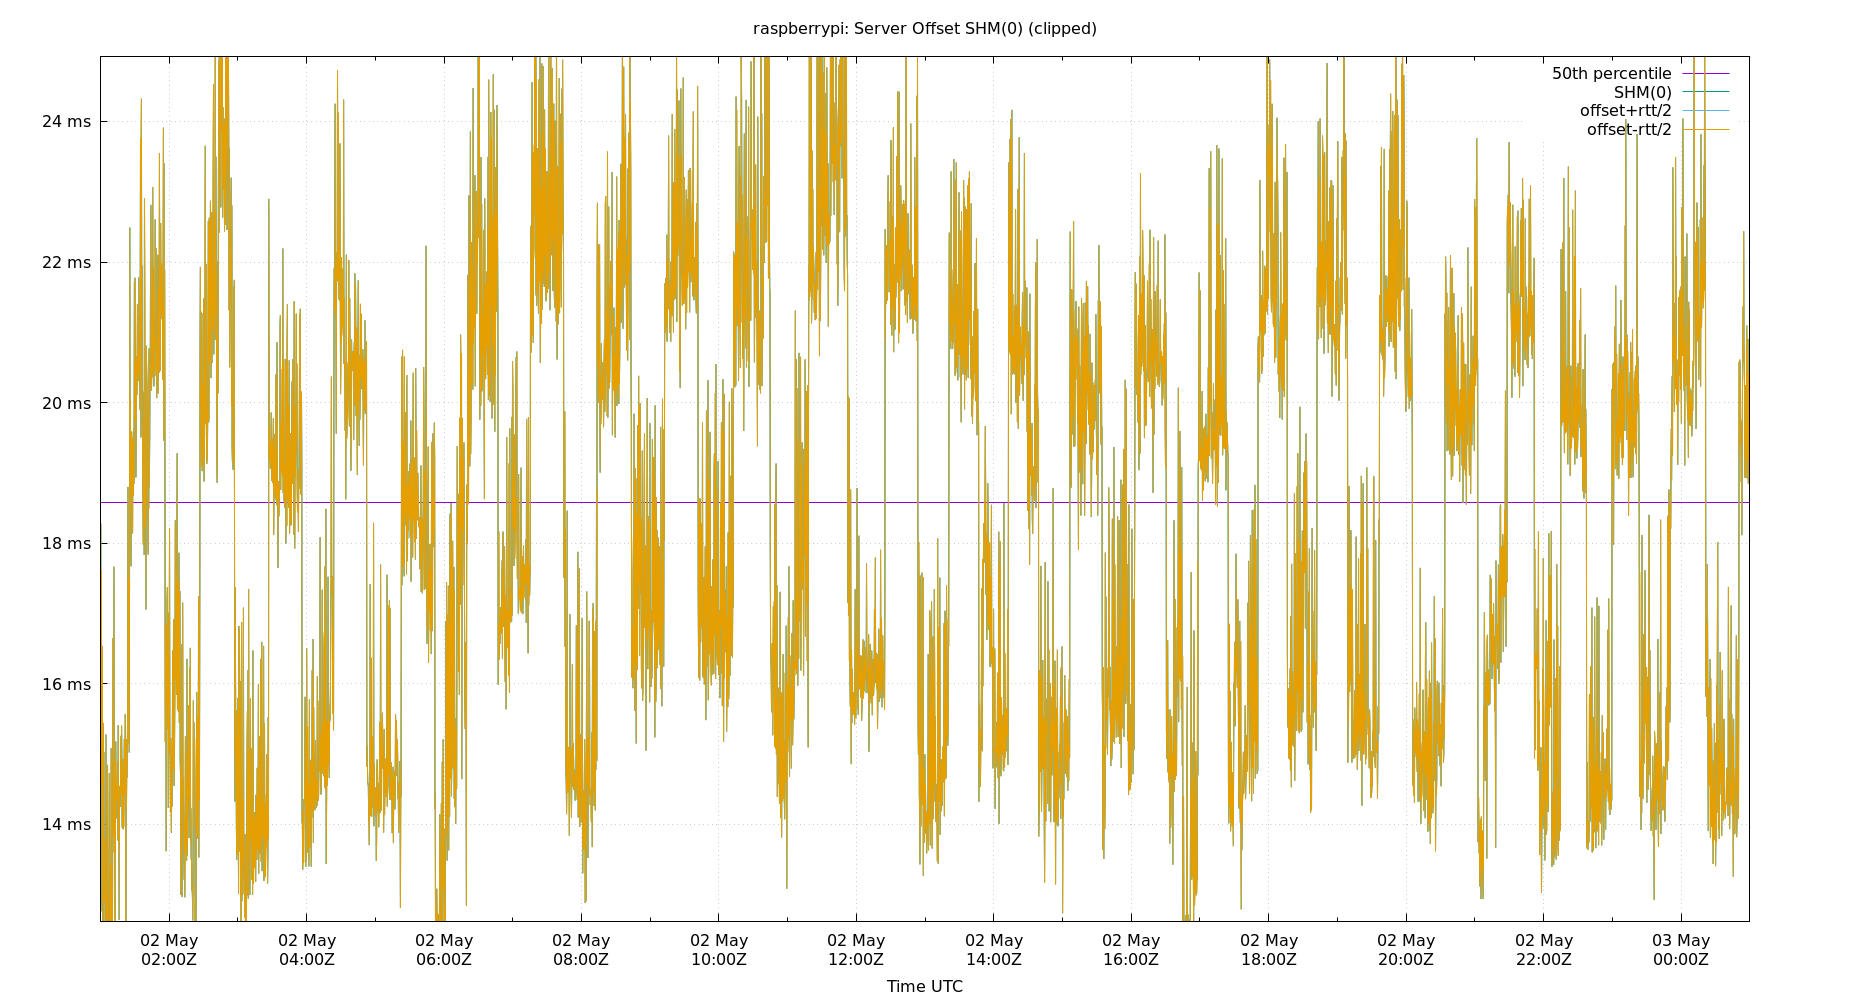 raspberrypi: Server Offset SHM(0) (clipped)
50th percentile
SHM(0)
offset+rtt/2
offset-rtt/2
24 ms
22 ms
20 ms
18 ms
16 ms
14 ms
02 May 02 May 02 May 02 May 02 May 02 May 02 May 02 May 02 May 02 May 02 May 03 May
02:00Z 04:00Z 06:00Z 08:00Z 10:00Z 12:00Z 14:00Z 16:00Z 18:00Z 20:00Z 22:00Z 00:00Z
Time UTC